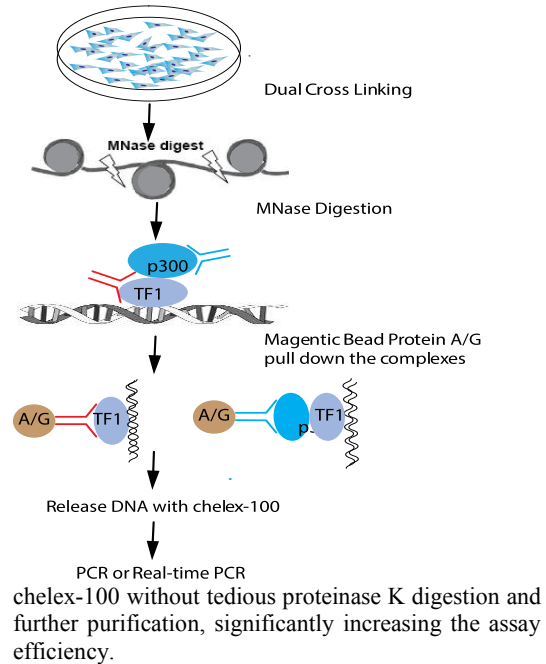 Dual Cross Linking
MNase digest
MNase Digestion
p300
TF1
Magentic Bead Protein A/G
pull down the complexes
A/G
TF1
A/G
TF1
Release DNA with chelex-100
PCR or Real-time PCR
chelex-100 without tedious proteinase K digestion and
further purification, significantly increasing the assay
efficiency.